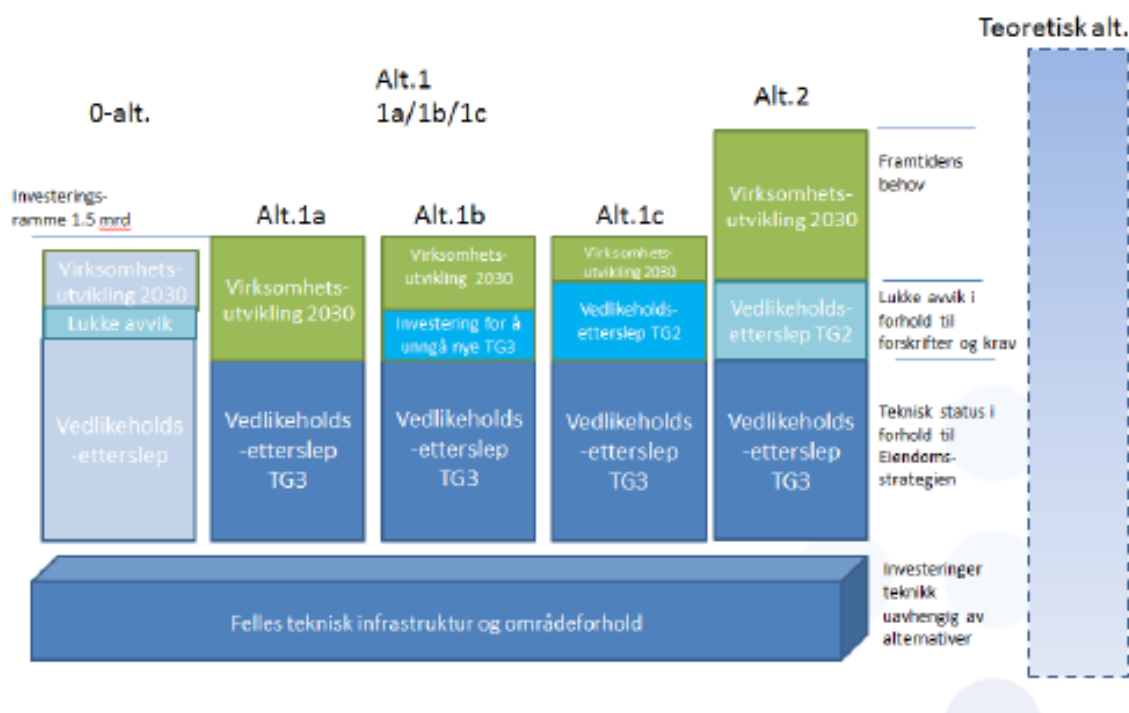 Teoretisk alt.
Alt.1
1a/1b/1c
0-alt.
Alt.2
Investerings-
ramme 1.5 mrd
Alt.1a
Alt.1b
Alt.1c
Virksomhets-
utvikling 2030
Lukke avvik
Vedlikeholds
-etterslep
Virksomhets-
utvikling 2030
Vedlikeholds
-etterslep
TG3
Virksomhets-
utvikling 2030
Investering for å
unngå nye TG3
Vedlikeholds
-etterslep
TG3
Virksomhets-
utvikling 2030
Vedlikeholds-
etterslep TG2
Vedlikeholds
-etterslep
TG3
Virksomhets-
utvikling 2030
Vedlikeholds-
etterslep TG2
Vedlikeholds
-etterslep
TG3
Framtidens
behov
Lukke avvik i
forhold til
forskrifter og krav
Teknisk status i
forhold til
Eiendoms-
strategien
Investeringer
teknikk
uavhengig av
alternativer
Felles teknisk infrastruktur og områdeforhold